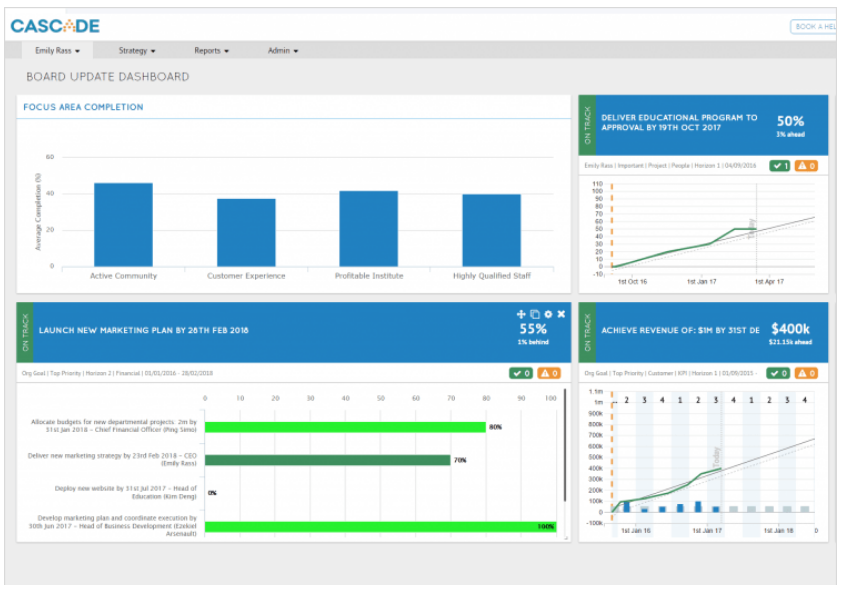 CASCADE
BOOK A HEL
Emily Rass
Strategy
Reports
Admin
BOARD UPDATE DASHBOARD
FOCUS AREA COMPLETION
Average Completion (%)
60
40
20
0
Active Community
Customer Experience
Profitable Institute
Highly Qualified Staff
ON TRACK
DELIVER EDUCATIONAL PROGRAM TO
APPROVAL BY 19TH OCT 2017
50%
3% ahead
Emily Rass | Important | Project | People | Horizon 1 | 04/09/2016
1
0
110
100
90
80
70
60
50
40
30
20
10
0
-10
Today
1st Oct 16
1st Jan 17
1st Apr 17
ON TRACK
LAUNCH NEW MARKETING PLAN BY 28TH FEB 2018
55%
1% behind
Org Goal | Top Priority | Horizon 2 | Financial | 01/01/2016 - 28/02/2018
0
0
0 10 20 30 40 50 60 70 80 90 100
Allocate budgets for new departmental projects: 2m by
31st Jan 2018 - Chief Financial Officer (Ping Simo)
80%
Deliver new marketing strategy by 23rd Feb 2018 - CEO
(Emily Rass)
70%
Deploy new website by 31st Jul 2017 - Head of
Education (Kim Deng)
0%
Develop marketing plan and coordinate execution by
30th Jun 2017 - Head of Business Development (Ezekiel
Arsenault)
100%
ON TRACK
ACHIEVE REVENUE OF: $1M BY 31ST DE
$400k
$21.15k ahead
Org Goal | Top Priority | Customer | KPI | Horizon 1 | 01/09/2015 -
0
0
1.1m
1m
900k
800k
700k
600k
500k
400k
300k
200k
100k
0
-100k
... 2 3 4 1 2 3 4 1 2 3 4
Today
1st Jan 16
1st Jan 17
1st Jan 18
0